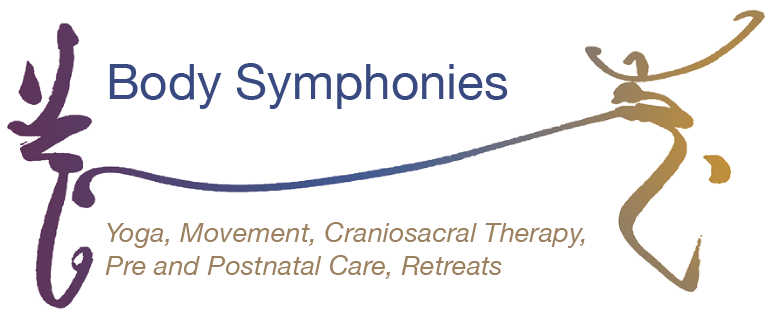 Body Symphonies
Yoga, Movement, Craniosacral Therapy,
Pre and Postnatal Care, Retreats